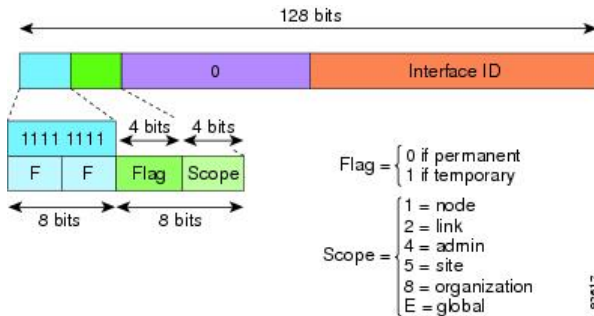 128 bits
0 Interface ID
4 bits 4 bits
1111 1111
F F Flag Scope
8 bits 8 bits
Flag = 0 if permanent
1 if temporary
Scope = 1 = node
2 = link
4 = admin
5 = site
8 = organization
E = global